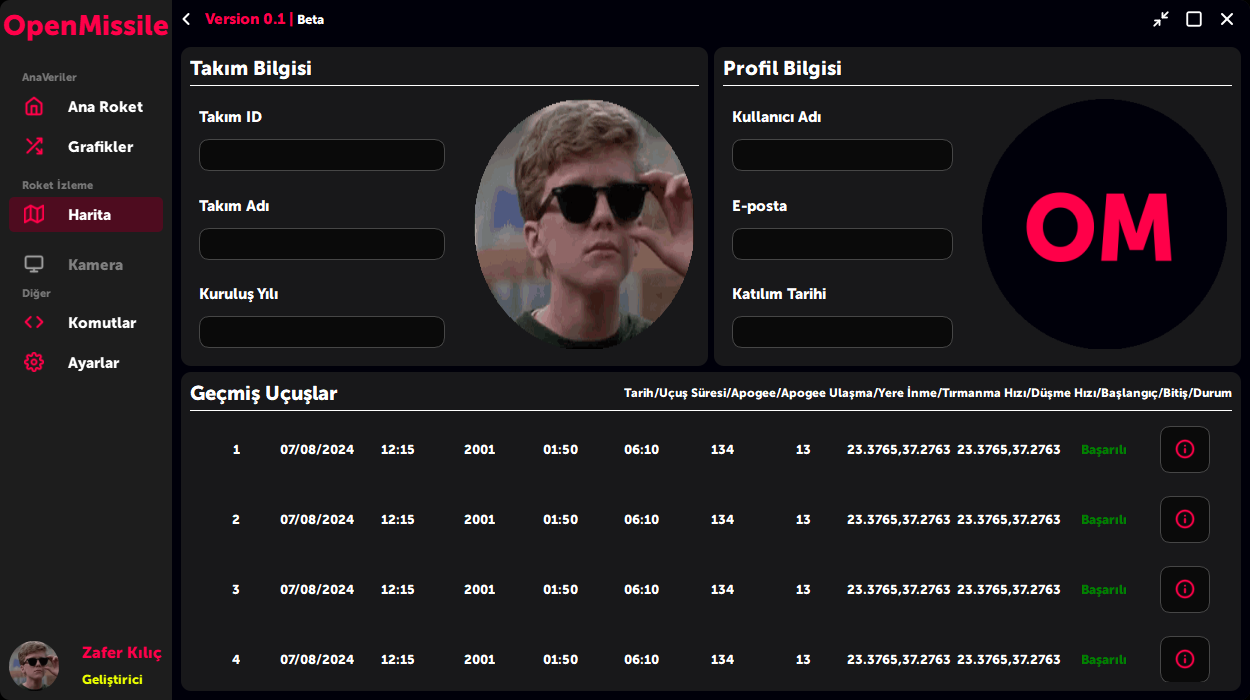 OpenMissile
Version 0.1 | Beta
AnaVeriler
Ana Roket
Grafikler
Roket İzleme
Harita
Kamera
Diğer
Komutlar
Ayarlar
Zafer Kılıç
Geliştirici
Takım Bilgisi
Takım ID
Takım Adı
Kuruluş Yılı
Profil Bilgisi
Kullanıcı Adı
E-posta
Katılım Tarihi
OM
Geçmiş Uçuşlar
Tarih/Uçuş Süresi/Apogee/Apogee Ulaşma/Yere İnme/Tırmanma Hızı/Düşme Hızı/Başlangıç/Bitiş/Durum
1 07/08/2024 12:15 2001 01:50 06:10 134 13 23.3765,37.2763 23.3765,37.2763 Başarılı
2 07/08/2024 12:15 2001 01:50 06:10 134 13 23.3765,37.2763 23.3765,37.2763 Başarılı
3 07/08/2024 12:15 2001 01:50 06:10 134 13 23.3765,37.2763 23.3765,37.2763 Başarılı
4 07/08/2024 12:15 2001 01:50 06:10 134 13 23.3765,37.2763 23.3765,37.2763 Başarılı